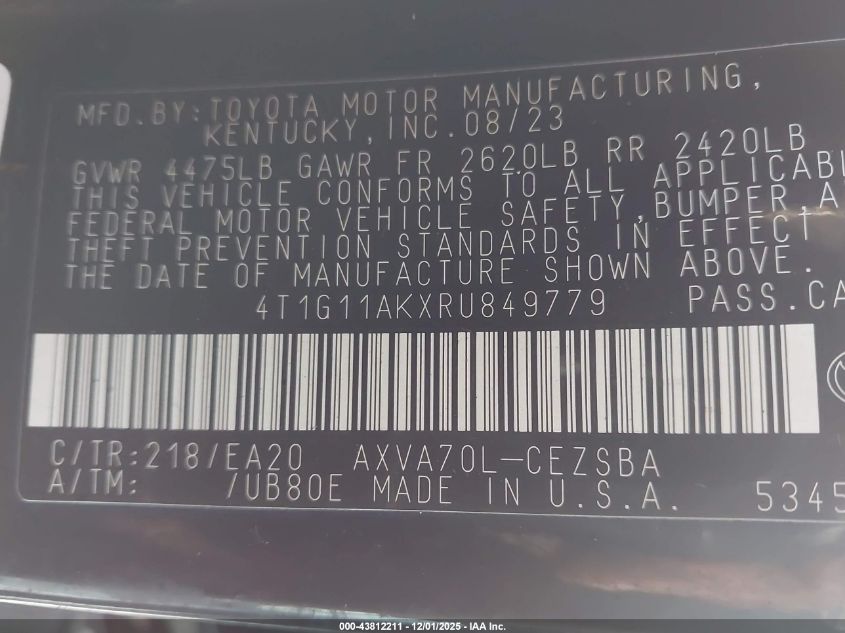 MFD.BY:TOYOTA MOTOR MANUFACTURING,
KENTUCKY,INC.08/23
GVWR 4475LB GAWR FR 2620LB RR 2420LB
THIS VEHICLE CONFORMS TO ALL APPLICABL
FEDERAL MOTOR VEHICLE SAFETY,BUMPER,A
THEFT PREVENTION STANDARDS IN EFFECT
THE DATE OF MANUFACTURE SHOWN ABOVE.
4T1G11AKXRU849779 PASS.CA
C/TR:218/EA20 AXVA70L-CEZSBA
A/TM: /UB80E MADE IN U.S.A. 5345
000-43812211 - 12/01/2025 - IAA Inc.